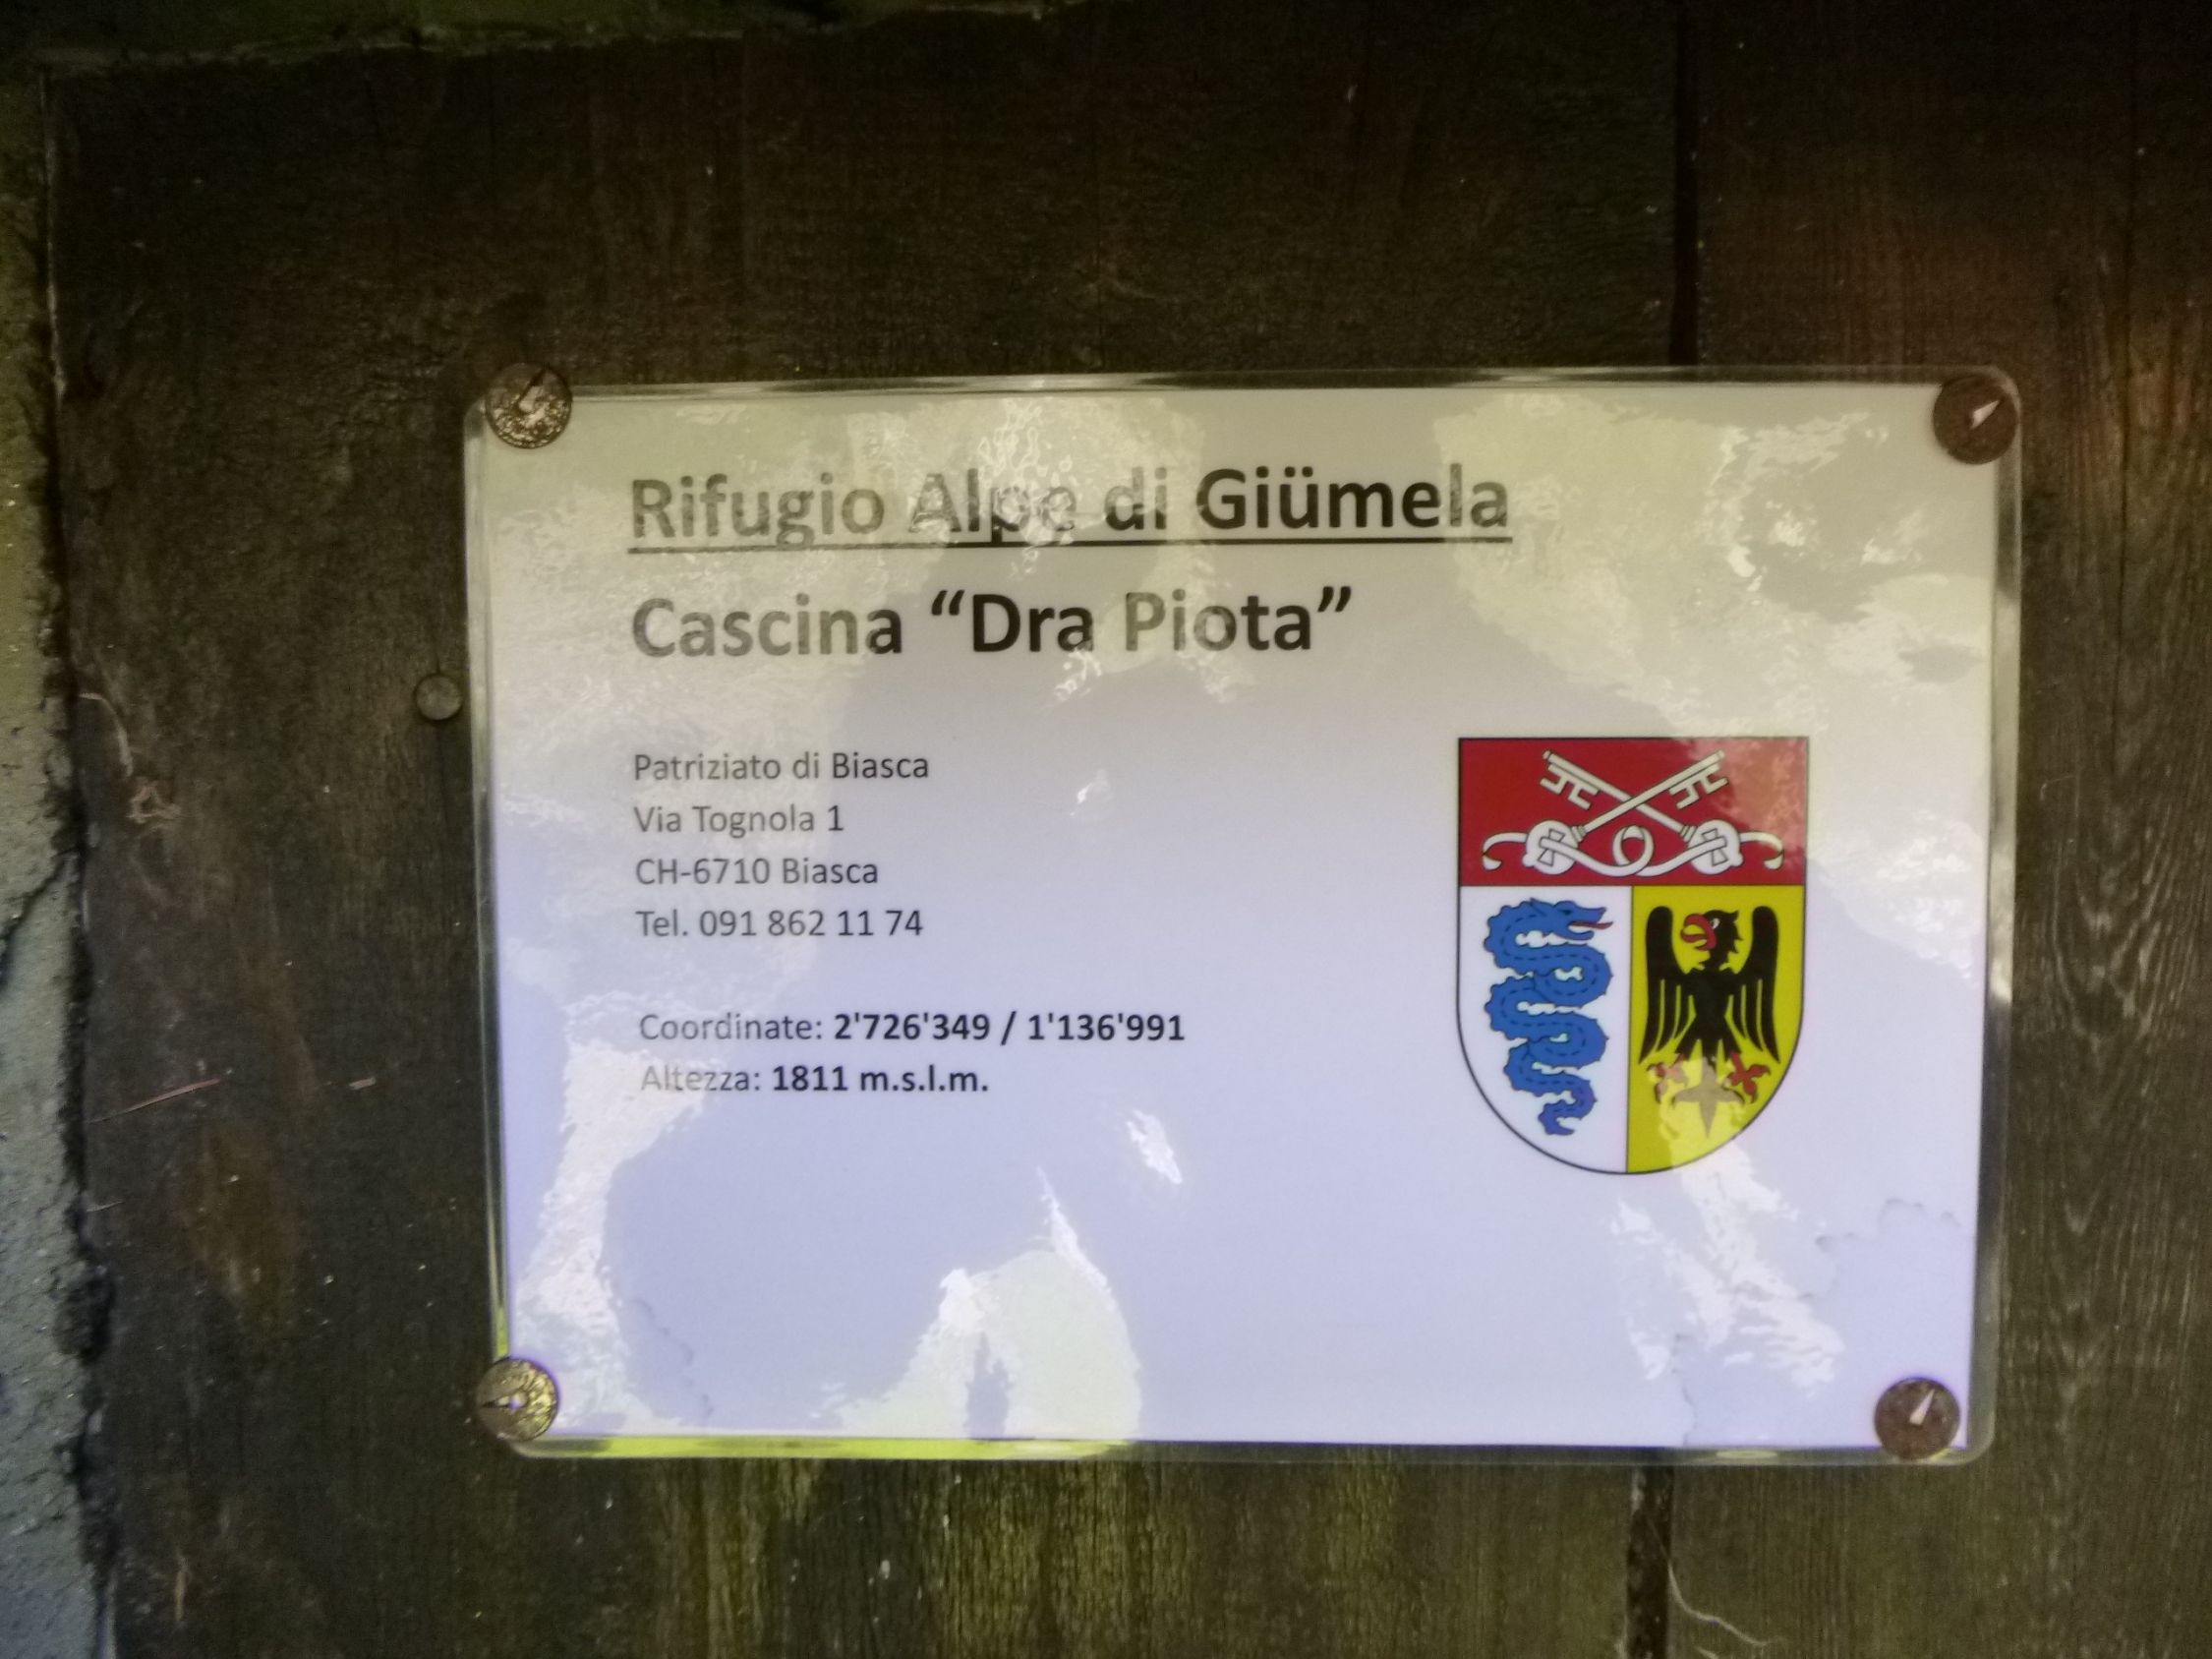 Rifugio Alpe di Giümela
Cascina “Dra Piota”
Patriziato di Biasca
Via Tognola 1
CH-6710 Biasca
Tel. 091 862 11 74
Coordinate: 2'726'349 / 1'136'991
Altezza: 1811 m.s.l.m.